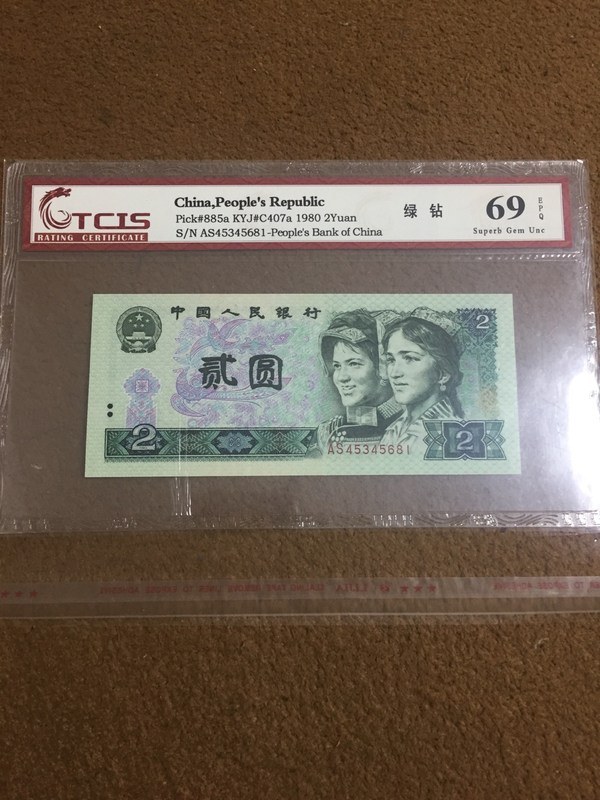 TCIS
RATING CERTIFICATE
China,People's Republic
Pick#885a KYJ#C407a 1980 2Yuan
S/N AS45345681-People's Bank of China
绿 钻
69
EPQ
Superb Gem Unc
中国人民银行
2
贰圆
2
2
AS45345681